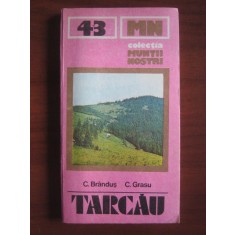 43 MN
colecția
MUNȚII
NOȘTRI
C. Brânduș C. Grasu
TARCĂU